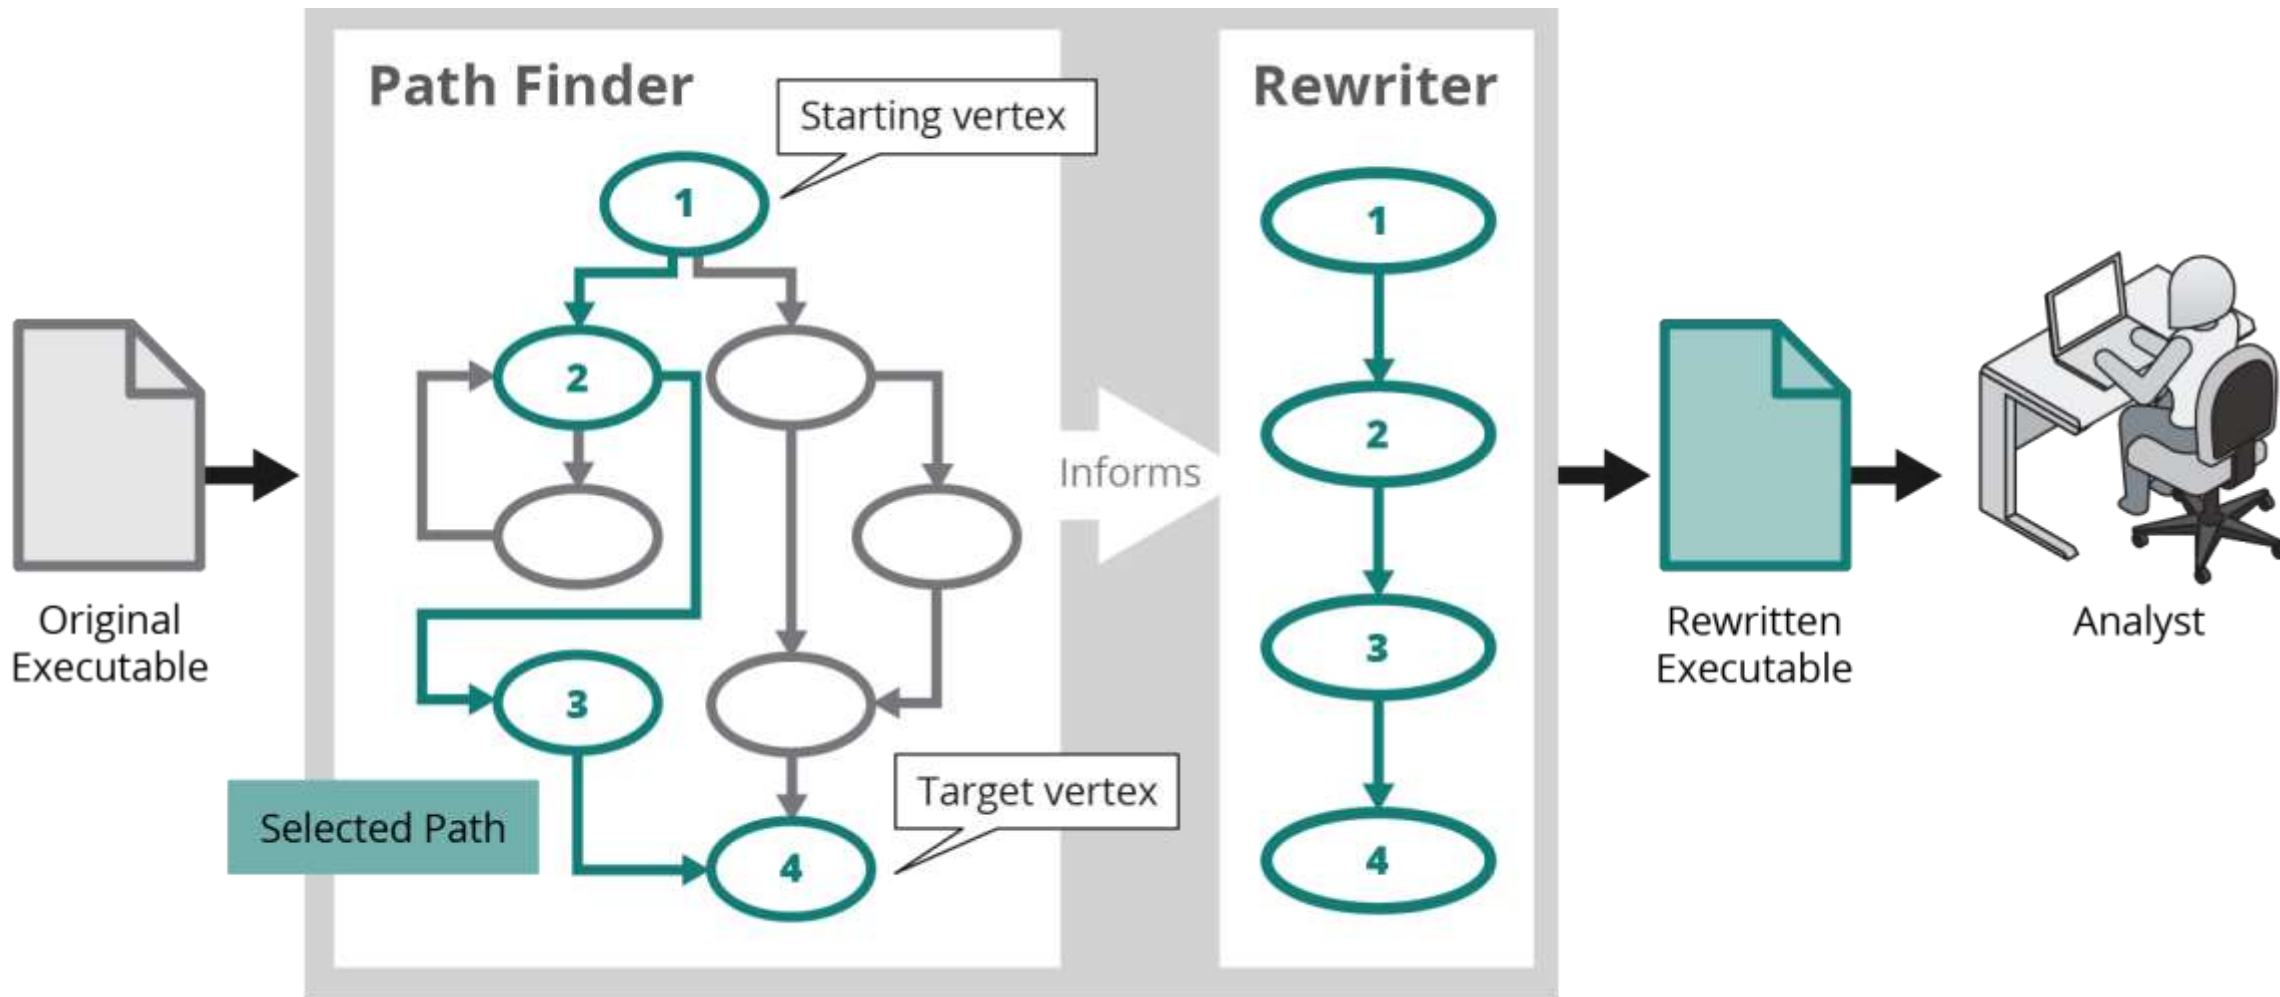 Path Finder
Starting vertex
1
2
3
4
Target vertex
Selected Path
Original
Executable
Informs
Rewriter
1
2
3
4
Rewritten
Executable
Analyst